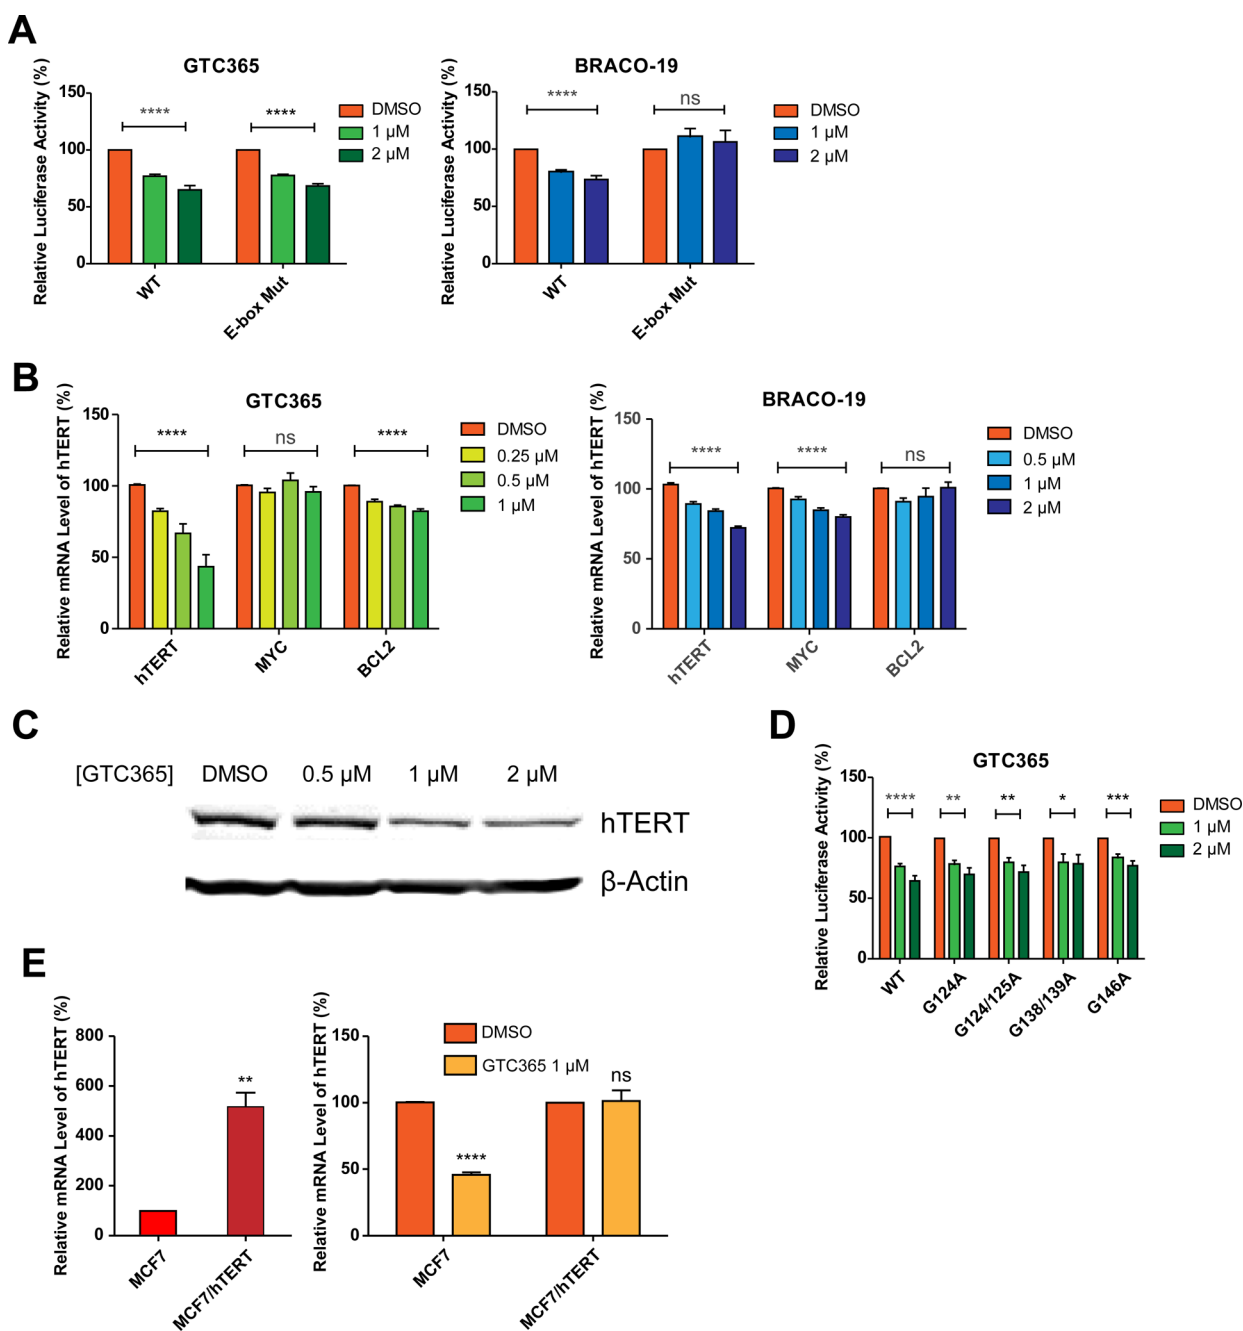 A
GTC365
Relative Luciferase Activity (%)
150
100
50
0
****
****
DMSO
1 μM
2 μM
WT
E-box Mut
BRACO-19
Relative Luciferase Activity (%)
150
100
50
0
****
ns
DMSO
1 μM
2 μM
WT
E-box Mut
B
GTC365
Relative mRNA Level of hTERT (%)
150
100
50
0
****
ns
****
DMSO
0.25 μM
0.5 μM
1 μM
hTERT
MYC
BCL2
BRACO-19
Relative mRNA Level of hTERT (%)
150
100
50
0
****
****
ns
DMSO
0.5 μM
1 μM
2 μM
hTERT
MYC
BCL2
C
[GTC365] DMSO 0.5 μM 1 μM 2 μM
hTERT
β-Actin
D
GTC365
Relative Luciferase Activity (%)
150
100
50
0
****
**
**
*
***
DMSO
1 μM
2 μM
WT
G124A
G124/125A
G138/139A
G146A
E
Relative mRNA Level of hTERT (%)
800
600
400
200
0
**
MCF7
MCF7/hTERT
Relative mRNA Level of hTERT (%)
150
100
50
0
DMSO
GTC365 1 μM
****
ns
MCF7
MCF7/hTERT